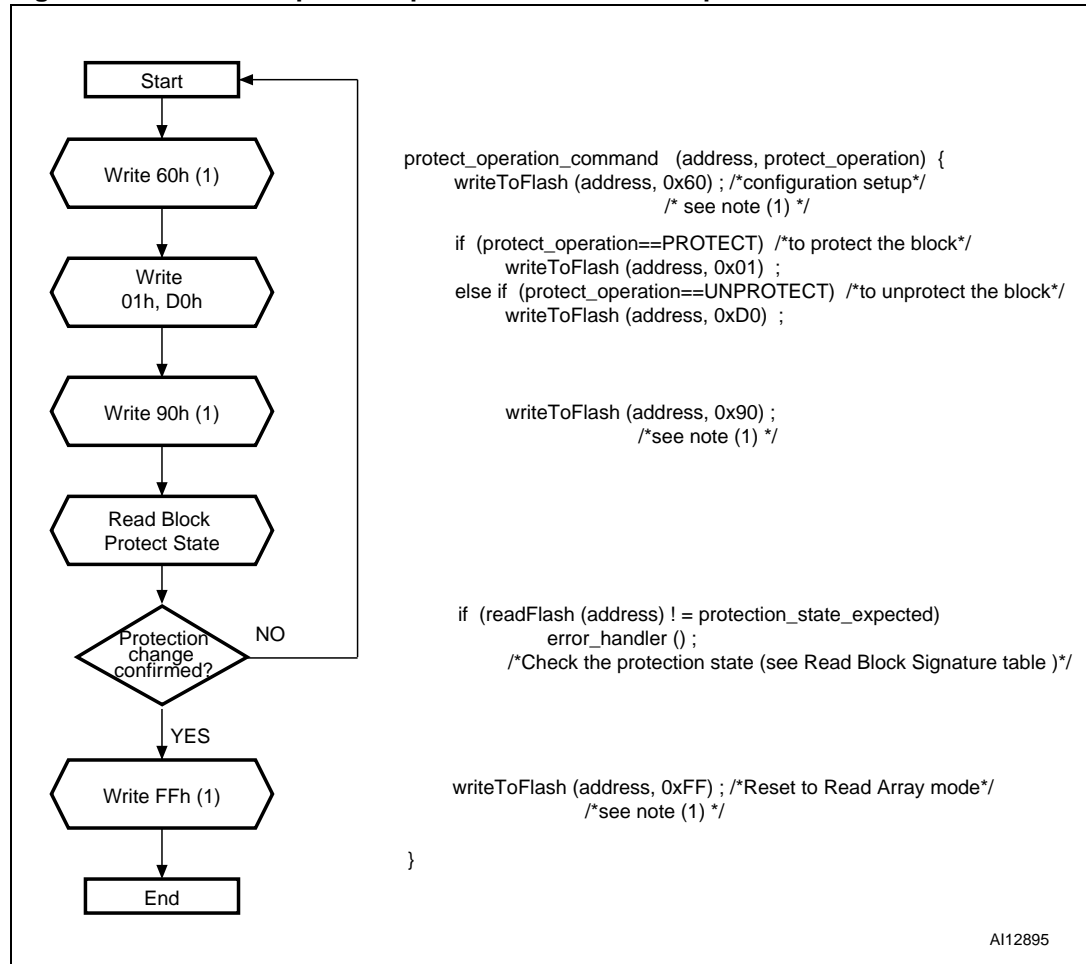 Start
Write 60h (1)
Write
01h, D0h
Write 90h (1)
Read Block
Protect State
Protection
change
confirmed?
NO
YES
Write FFh (1)
End
protect_operation_command (address, protect_operation) {
writeToFlash (address, 0x60) ; /*configuration setup*/
/* see note (1) */
if (protect_operation==PROTECT) /*to protect the block*/
writeToFlash (address, 0x01) ;
else if (protect_operation==UNPROTECT) /*to unprotect the block*/
writeToFlash (address, 0xD0) ;
writeToFlash (address, 0x90) ;
/*see note (1) */
if (readFlash (address) ! = protection_state_expected)
error_handler () ;
/*Check the protection state (see Read Block Signature table )*/
writeToFlash (address, 0xFF) ; /*Reset to Read Array mode*/
/*see note (1) */
}
AI12895